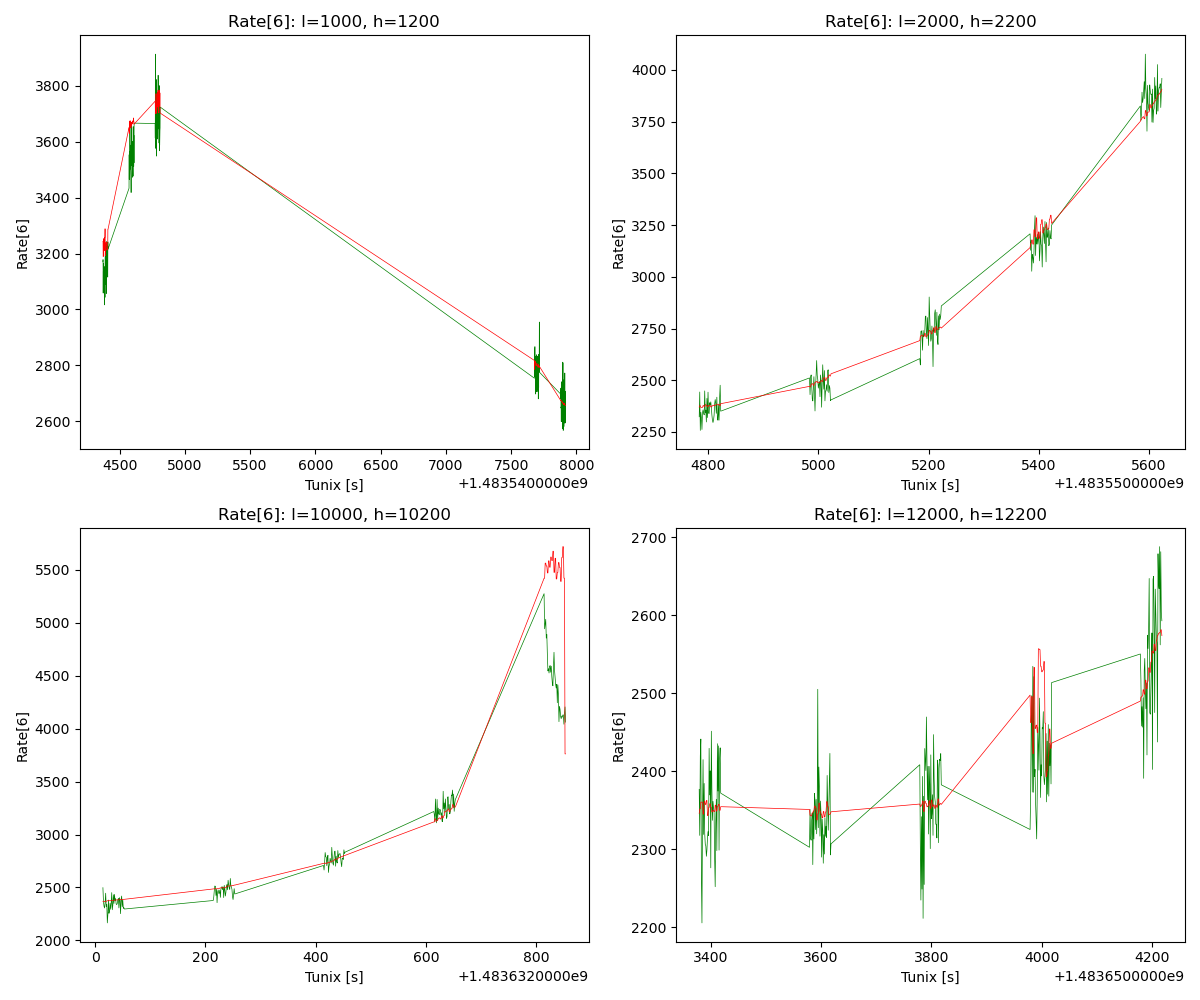 Rate[6]: l=1000, h=1200
Rate[6]
3800
3600
3400
3200
3000
2800
2600
4500 5000 5500 6000 6500 7000 7500 8000
Tunix [s]
+1.4835400000e9
Rate[6]: l=2000, h=2200
Rate[6]
4000
3750
3500
3250
3000
2750
2500
2250
4800 5000 5200 5400 5600
Tunix [s]
+1.4835500000e9
Rate[6]: l=10000, h=10200
Rate[6]
5500
5000
4500
4000
3500
3000
2500
2000
0 200 400 600 800
Tunix [s]
+1.4836320000e9
Rate[6]: l=12000, h=12200
Rate[6]
2700
2600
2500
2400
2300
2200
3400 3600 3800 4000 4200
Tunix [s]
+1.4836500000e9